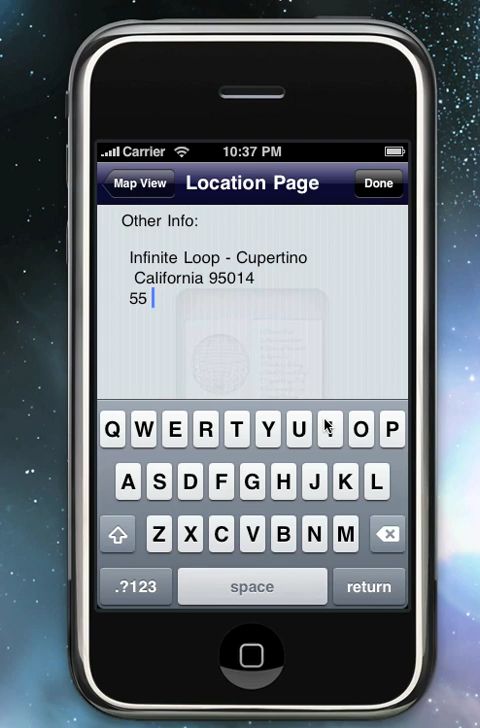 Carrier 10:37 PM
Map View Location Page Done
Other Info:
Infinite Loop - Cupertino
California 95014
55
Q W E R T Y U O P
A S D F G H J K L
Z X C V B N M
.?123 space return